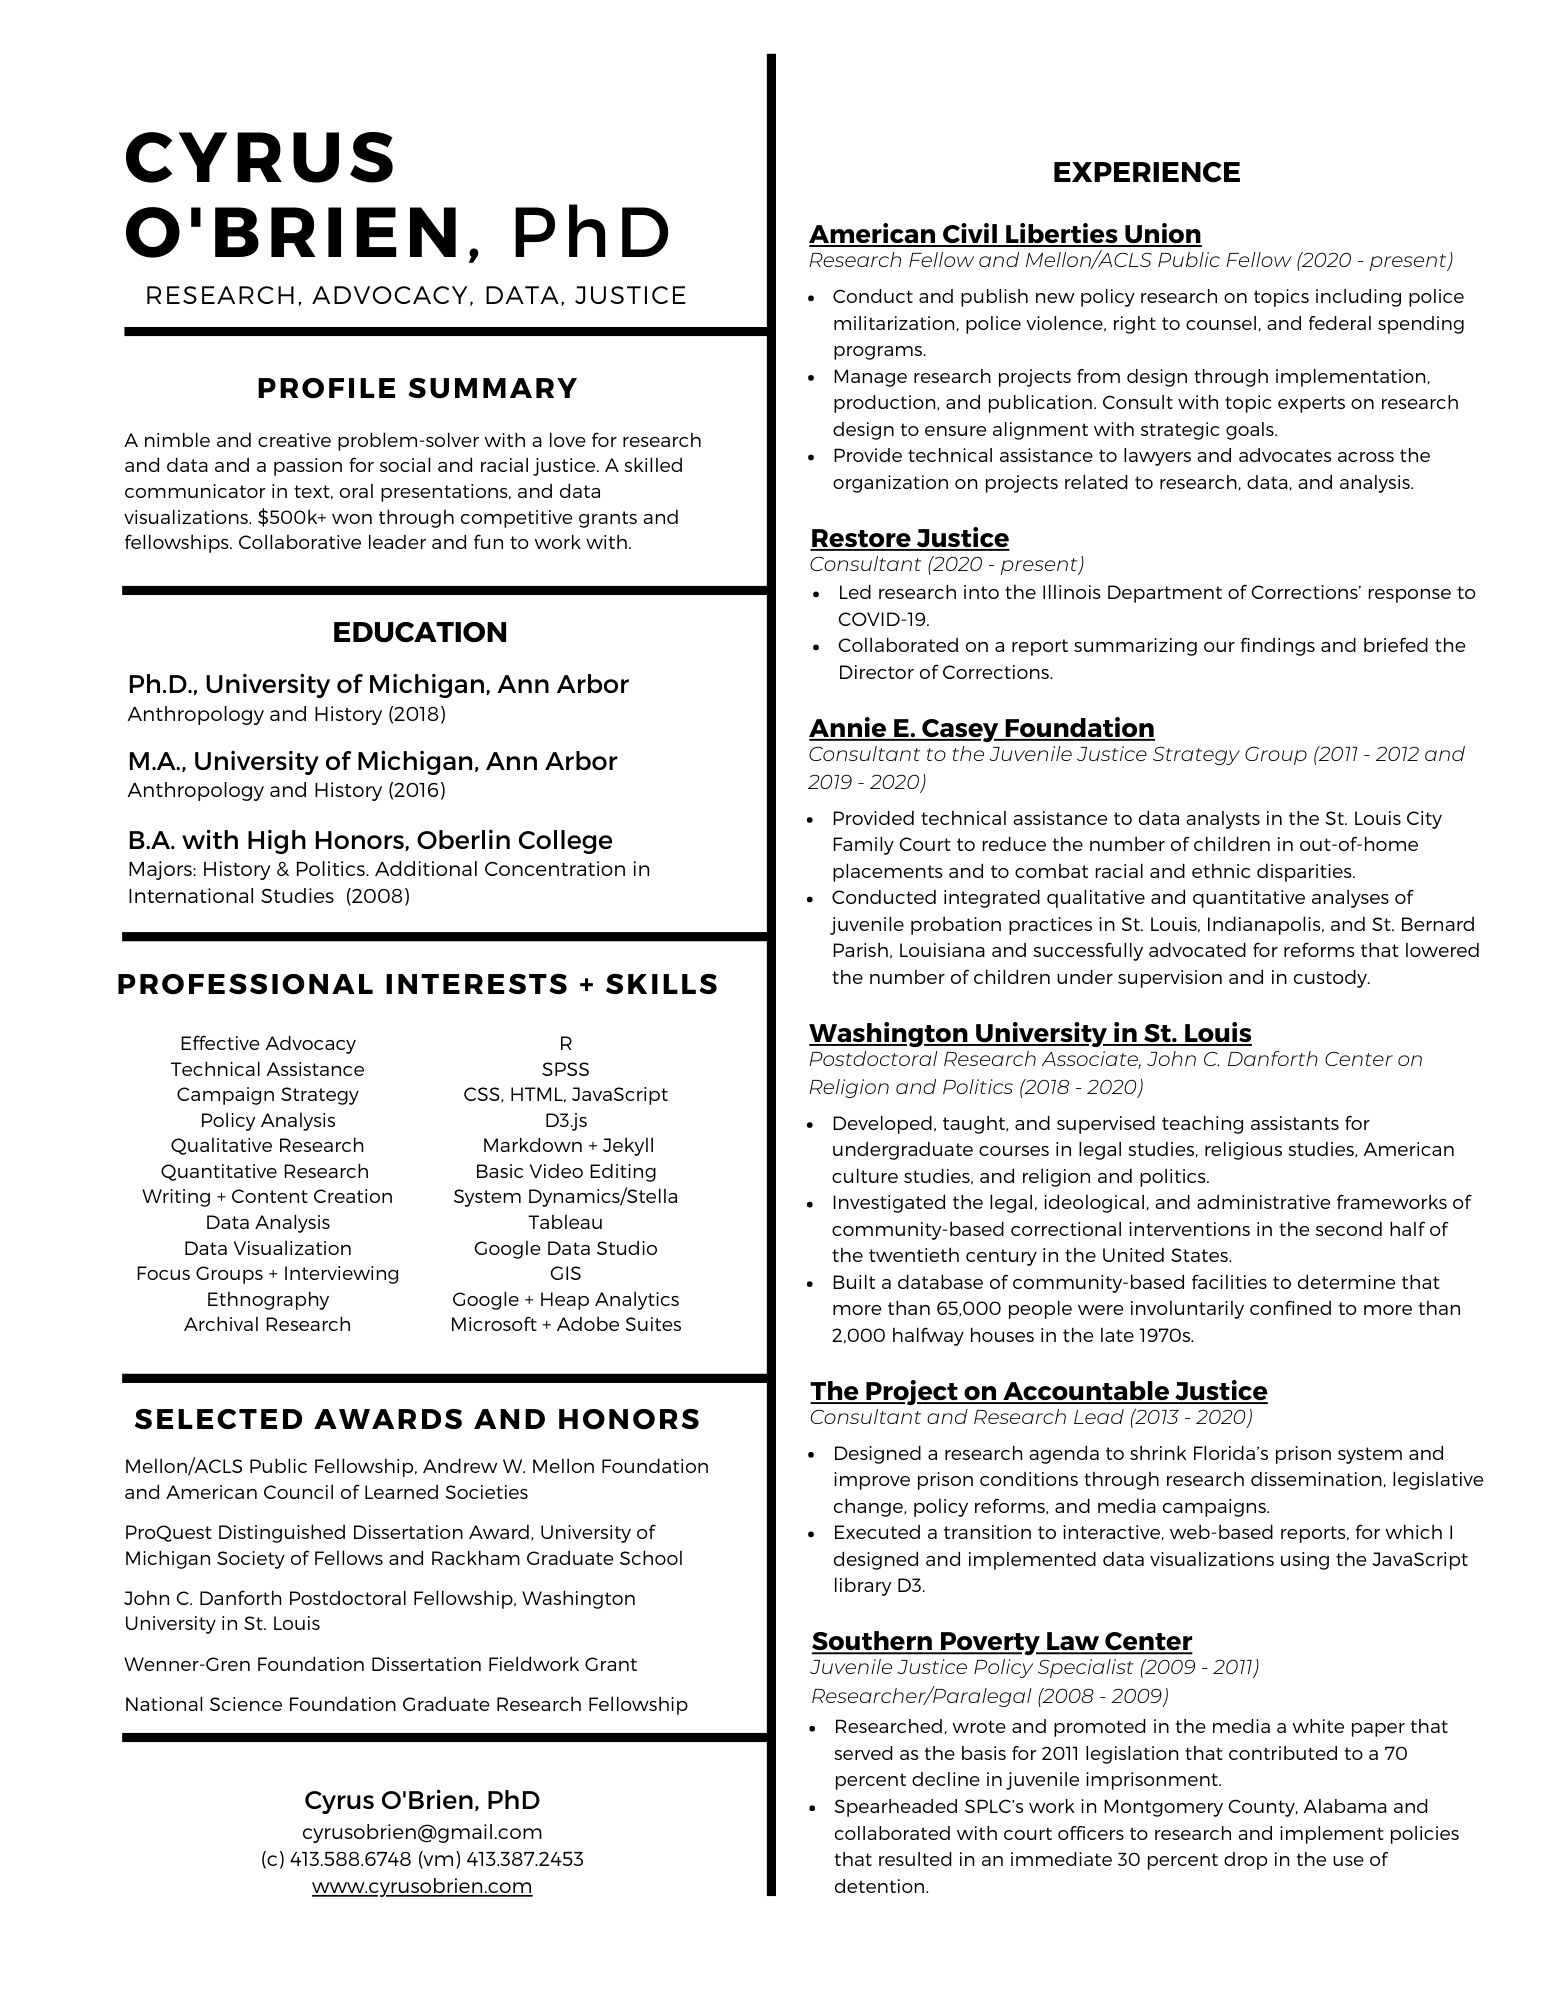 CYRUS
O'BRIEN, PhD
RESEARCH, ADVOCACY, DATA, JUSTICE
PROFILE SUMMARY
A nimble and creative problem-solver with a love for research
and data and a passion for social and racial justice. A skilled
communicator in text, oral presentations, and data
visualizations. $500k+ won through competitive grants and
fellowships. Collaborative leader and fun to work with.
EDUCATION
Ph.D., University of Michigan, Ann Arbor
Anthropology and History (2018)
M.A., University of Michigan, Ann Arbor
Anthropology and History (2016)
B.A. with High Honors, Oberlin College
Majors: History & Politics. Additional Concentration in
International Studies (2008)
PROFESSIONAL INTERESTS + SKILLS
Effective Advocacy
Technical Assistance
Campaign Strategy
Policy Analysis
Qualitative Research
Quantitative Research
Writing + Content Creation
Data Analysis
Data Visualization
Focus Groups + Interviewing
Ethnography
Archival Research
R
SPSS
CSS, HTML, JavaScript
D3.js
Markdown + Jekyll
Basic Video Editing
System Dynamics/Stella
Tableau
Google Data Studio
GIS
Google + Heap Analytics
Microsoft + Adobe Suites
SELECTED AWARDS AND HONORS
Mellon/ACLS Public Fellowship, Andrew W. Mellon Foundation
and American Council of Learned Societies
ProQuest Distinguished Dissertation Award, University of
Michigan Society of Fellows and Rackham Graduate School
John C. Danforth Postdoctoral Fellowship, Washington
University in St. Louis
Wenner-Gren Foundation Dissertation Fieldwork Grant
National Science Foundation Graduate Research Fellowship
Cyrus O'Brien, PhD
cyrusobrien@gmail.com
(c) 413.588.6748 (vm) 413.387.2453
www.cyrusobrien.com
EXPERIENCE
American Civil Liberties Union
Research Fellow and Mellon/ACLS Public Fellow (2020 - present)
• Conduct and publish new policy research on topics including police
militarization, police violence, right to counsel, and federal spending
programs.
• Manage research projects from design through implementation,
production, and publication. Consult with topic experts on research
design to ensure alignment with strategic goals.
• Provide technical assistance to lawyers and advocates across the
organization on projects related to research, data, and analysis.
Restore Justice
Consultant (2020 - present)
• Led research into the Illinois Department of Corrections’ response to
COVID-19.
• Collaborated on a report summarizing our findings and briefed the
Director of Corrections.
Annie E. Casey Foundation
Consultant to the Juvenile Justice Strategy Group (2011 - 2012 and
2019 - 2020)
• Provided technical assistance to data analysts in the St. Louis City
Family Court to reduce the number of children in out-of-home
placements and to combat racial and ethnic disparities.
• Conducted integrated qualitative and quantitative analyses of
juvenile probation practices in St. Louis, Indianapolis, and St. Bernard
Parish, Louisiana and successfully advocated for reforms that lowered
the number of children under supervision and in custody.
Washington University in St. Louis
Postdoctoral Research Associate, John C. Danforth Center on
Religion and Politics (2018 - 2020)
• Developed, taught, and supervised teaching assistants for
undergraduate courses in legal studies, religious studies, American
culture studies, and religion and politics.
• Investigated the legal, ideological, and administrative frameworks of
community-based correctional interventions in the second half of
the twentieth century in the United States.
• Built a database of community-based facilities to determine that
more than 65,000 people were involuntarily confined to more than
2,000 halfway houses in the late 1970s.
The Project on Accountable Justice
Consultant and Research Lead (2013 - 2020)
• Designed a research agenda to shrink Florida’s prison system and
improve prison conditions through research dissemination, legislative
change, policy reforms, and media campaigns.
• Executed a transition to interactive, web-based reports, for which I
designed and implemented data visualizations using the JavaScript
library D3.
Southern Poverty Law Center
Juvenile Justice Policy Specialist (2009 - 2011)
Researcher/Paralegal (2008 - 2009)
• Researched, wrote and promoted in the media a white paper that
served as the basis for 2011 legislation that contributed to a 70
percent decline in juvenile imprisonment.
• Spearheaded SPLC’s work in Montgomery County, Alabama and
collaborated with court officers to research and implement policies
that resulted in an immediate 30 percent drop in the use of
detention.